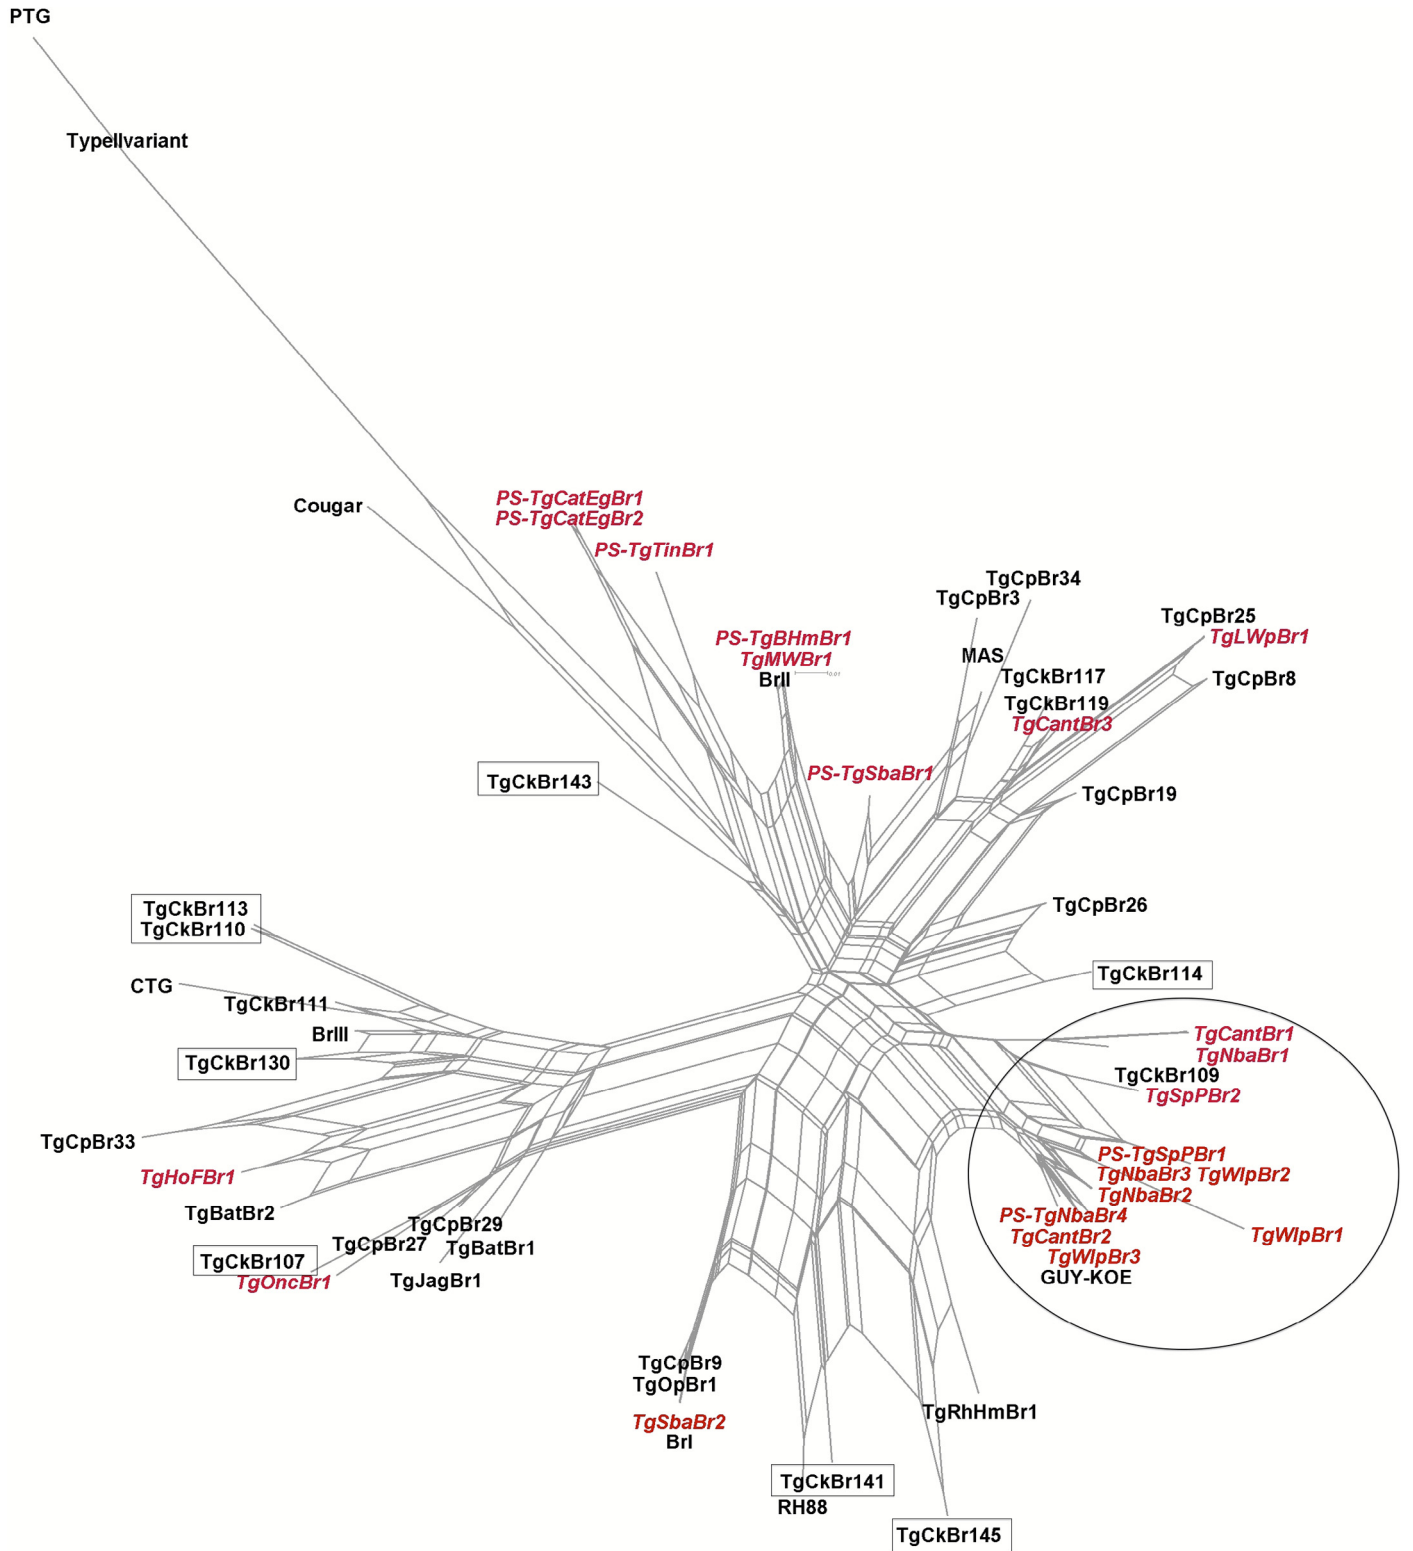 PTG
TypeIIvariant
Cougar
PS-TgCatEgBr1
PS-TgCatEgBr2
PS-TgTinBr1
TgCpBr34
TgCpBr3
TgCpBr25
TgLWpBr1
PS-TgBHmBr1
TgMWBr1
BrII
0.01
MAS
TgCkBr117
TgCpBr8
TgCkBr119
TgCantBr3
PS-TgSbaBr1
TgCkBr143
TgCpBr19
TgCkBr113
TgCkBr110
TgCpBr26
CTG
TgCkBr111
TgCkBr114
BrIII
TgCkBr130
TgCantBr1
TgNbaBr1
TgCkBr109
TgSpPBr2
TgCpBr33
TgHoFBr1
PS-TgSpPBr1
TgNbaBr3 TgWlpBr2
TgNbaBr2
TgBatBr2
TgCpBr29
PS-TgNbaBr4
TgCantBr2
TgWlpBr1
TgCpBr27
TgBatBr1
TgWlpBr3
TgCkBr107
TgOncBr1
TgJagBr1
GUY-KOE
TgCpBr9
TgOpBr1
TgSbaBr2
BrI
TgRhHmBr1
TgCkBr141
RH88
TgCkBr145